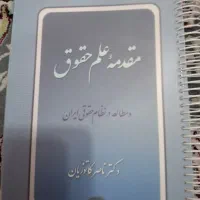 مقدمهٔ علم حقوق
و مطالعه در نظام حقوقی ایران
دکتر ناصر کاتوزیان